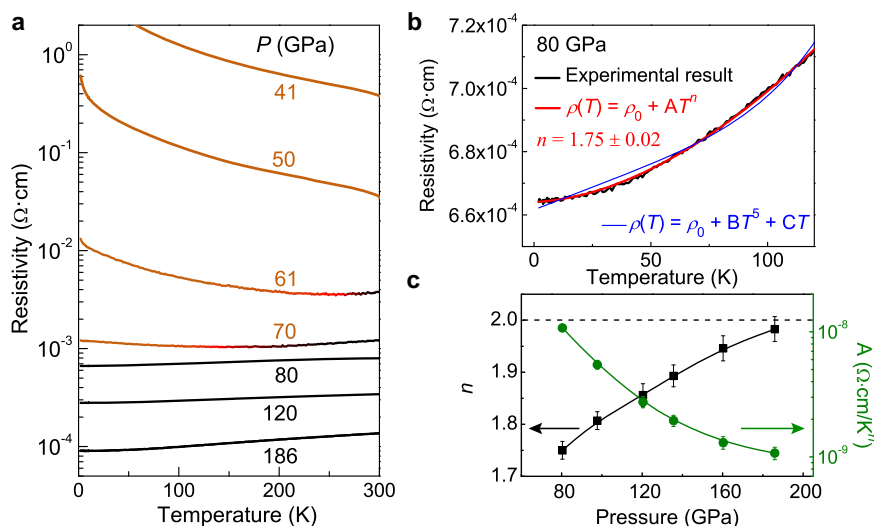 a
P (GPa)
10⁰
10⁻¹
10⁻²
10⁻³
10⁻⁴
Resistivity (Ω·cm)
41
50
61
70
80
120
186
0
100
200
300
Temperature (K)
b
80 GPa
Experimental result
ρ(T) = ρ₀ + ATⁿ
n = 1.75 ± 0.02
ρ(T) = ρ₀ + BT⁵ + CT
7.2x10⁻⁴
7.0x10⁻⁴
6.8x10⁻⁴
6.6x10⁻⁴
Resistivity (Ω·cm)
0
50
100
Temperature (K)
c
2.0
1.9
1.8
1.7
n
10⁻⁸
10⁻⁹
A (Ω·cm/Kⁿ)
80
120
160
200
Pressure (GPa)